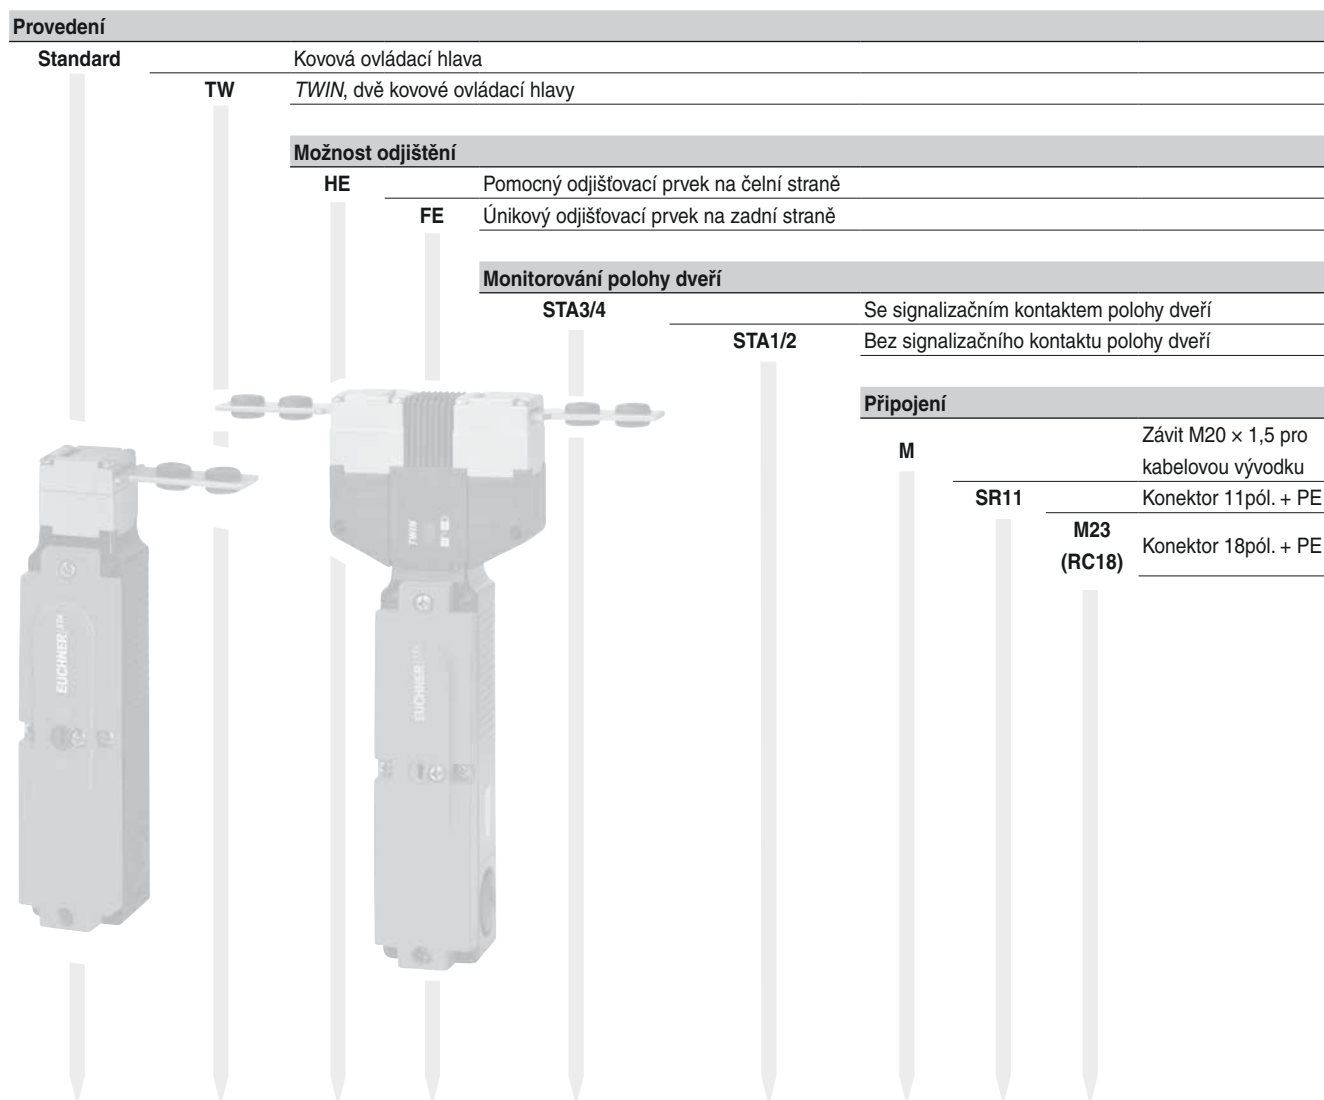 Provedení
Standard Kovová ovládací hlava
TW TWIN, dvě kovové ovládací hlavy
Možnost odjištění
HE Pomocný odjišťovací prvek na čelní straně
FE Únikový odjišťovací prvek na zadní straně
Monitorování polohy dveří
STA3/4 Se signalizačním kontaktem polohy dveří
STA1/2 Bez signalizačního kontaktu polohy dveří
Připojení
M Závit M20 × 1,5 pro
kabelovou vývodku
SR11 Konektor 11pól. + PE
M23
(RC18)
Konektor 18pól. + PE
TWIN
EUCHNER
EUCHNER